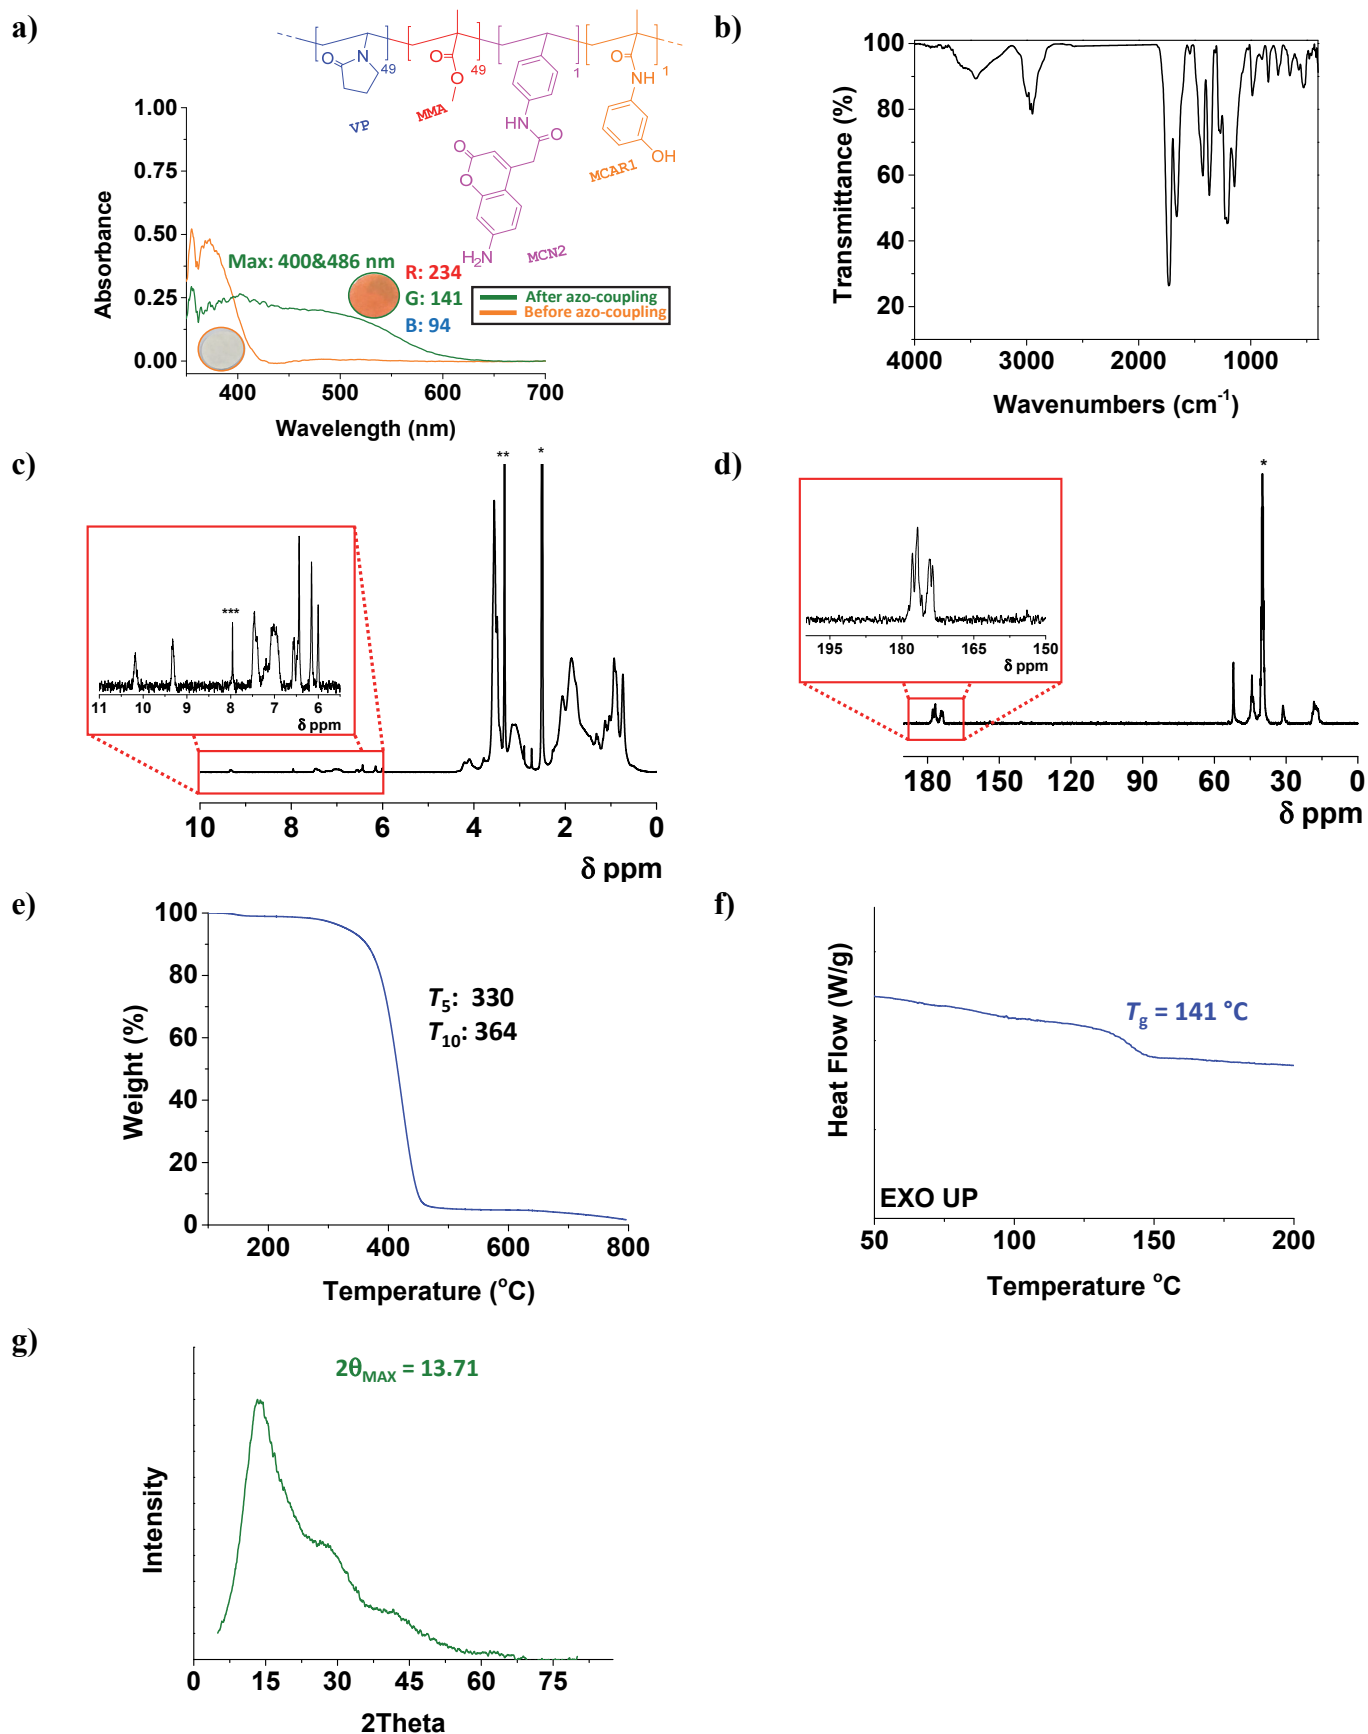 a)
49
49
1
1
O
N
O
O
O
NH
HN
O
O
O
OH
H₂N
VP
MMA
MCN2
MCAR1
1.00
0.75
0.50
0.25
0.00
Absorbance
Max: 400&486 nm
R: 234
G: 141
B: 94
After azo-coupling
Before azo-coupling
400 500 600 700
Wavelength (nm)
b)
100
80
60
40
20
Transmittance (%)
4000 3000 2000 1000
Wavenumbers (cm⁻¹)
c)
** *
***
11 10 9 8 7 6
δ ppm
10 8 6 4 2 0
δ ppm
d)
*
195 180 165 150
δ ppm
180 150 120 90 60 30 0
δ ppm
e)
100
80
60
40
20
0
Weight (%)
T₅: 330
T₁₀: 364
200 400 600 800
Temperature (°C)
f)
Heat Flow (W/g)
Tg = 141 °C
EXO UP
50 100 150 200
Temperature °C
g)
2θMAX = 13.71
Intensity
0 15 30 45 60 75
2Theta